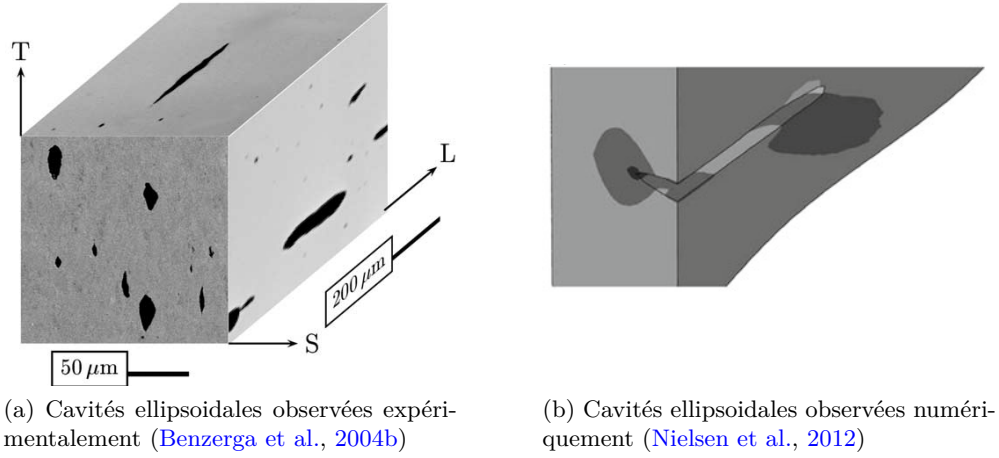 T
L
200 μm
S
50 μm
(a) Cavités ellipsoidales observées expéri-
mentalement (Benzerga et al., 2004b)
(b) Cavités ellipsoidales observées numéri-
quement (Nielsen et al., 2012)